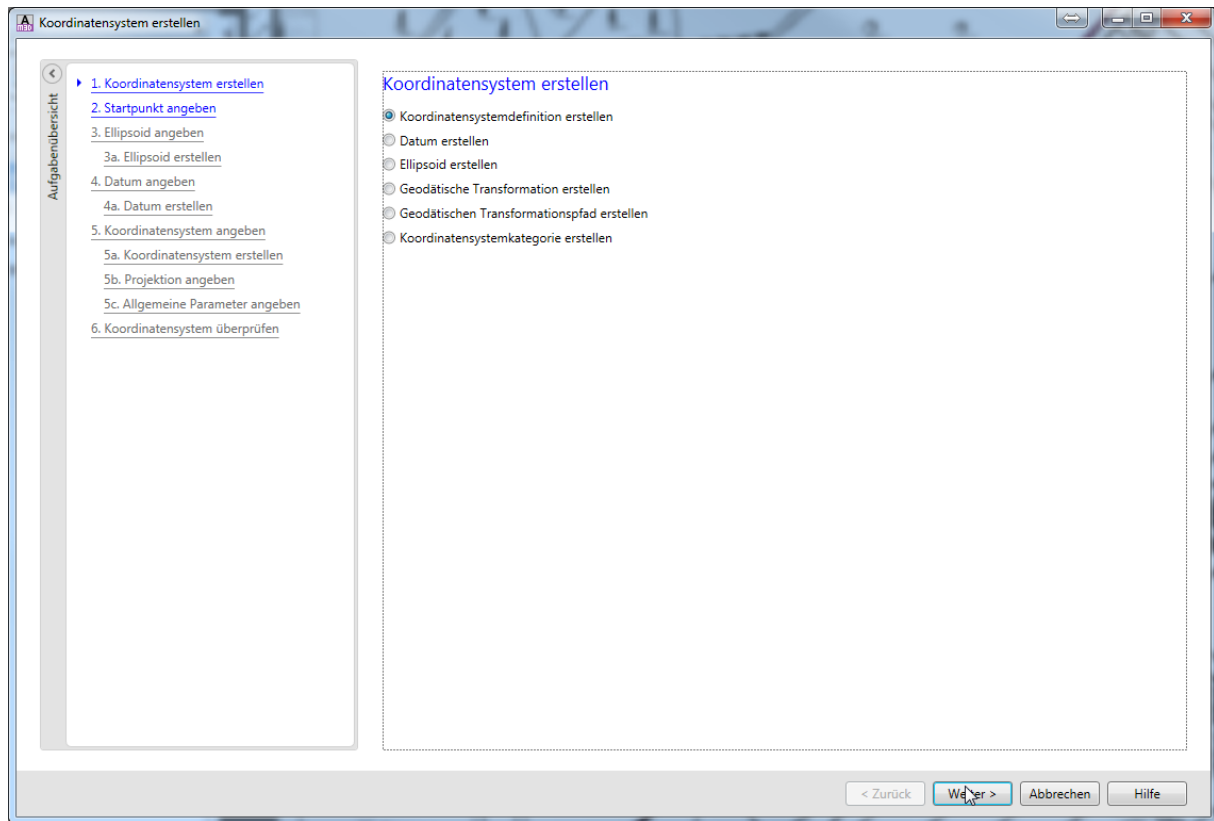 Koordinatensystem erstellen
Aufgabenübersicht
1. Koordinatensystem erstellen
2. Startpunkt angeben
3. Ellipsoid angeben
3a. Ellipsoid erstellen
4. Datum angeben
4a. Datum erstellen
5. Koordinatensystem angeben
5a. Koordinatensystem erstellen
5b. Projektion angeben
5c. Allgemeine Parameter angeben
6. Koordinatensystem überprüfen
Koordinatensystem erstellen
Koordinatensystemdefinition erstellen
Datum erstellen
Ellipsoid erstellen
Geodätische Transformation erstellen
Geodätischen Transformationspfad erstellen
Koordinatensystemkategorie erstellen
< Zurück
Weiter >
Abbrechen
Hilfe